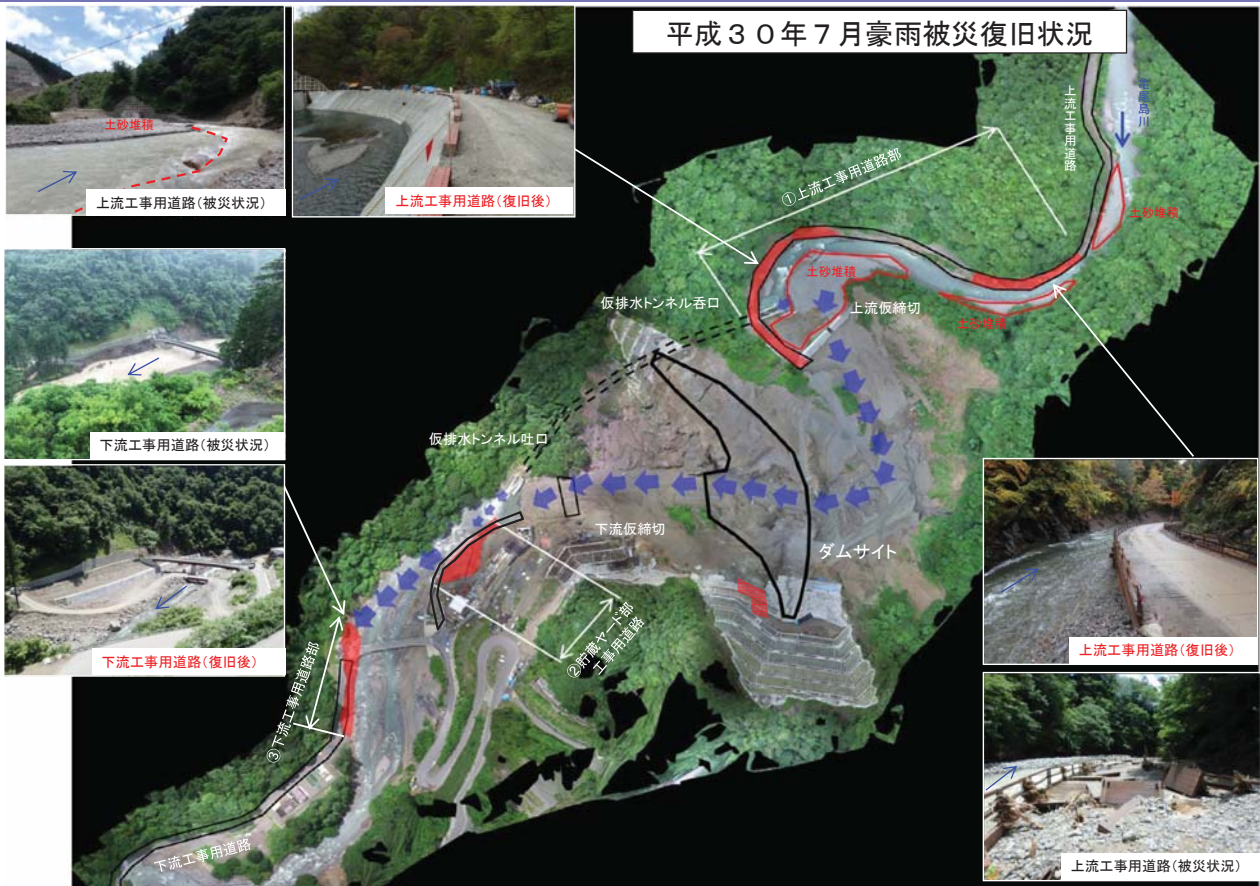 平成３０年７月豪雨被災復旧状況
土砂堆積
上流工事用道路(被災状況)
上流工事用道路(復旧後)
上流工事用道路
亀尾島川
①上流工事用道路部
土砂堆積
土砂堆積
土砂堆積
仮排水トンネル呑口
上流仮締切
下流工事用道路(被災状況)
仮排水トンネル吐口
下流仮締切
ダムサイト
下流工事用道路(復旧後)
②貯蔵ヤード部
工事用道路
③下流工事用道路部
下流工事用道路
上流工事用道路(復旧後)
上流工事用道路(被災状況)